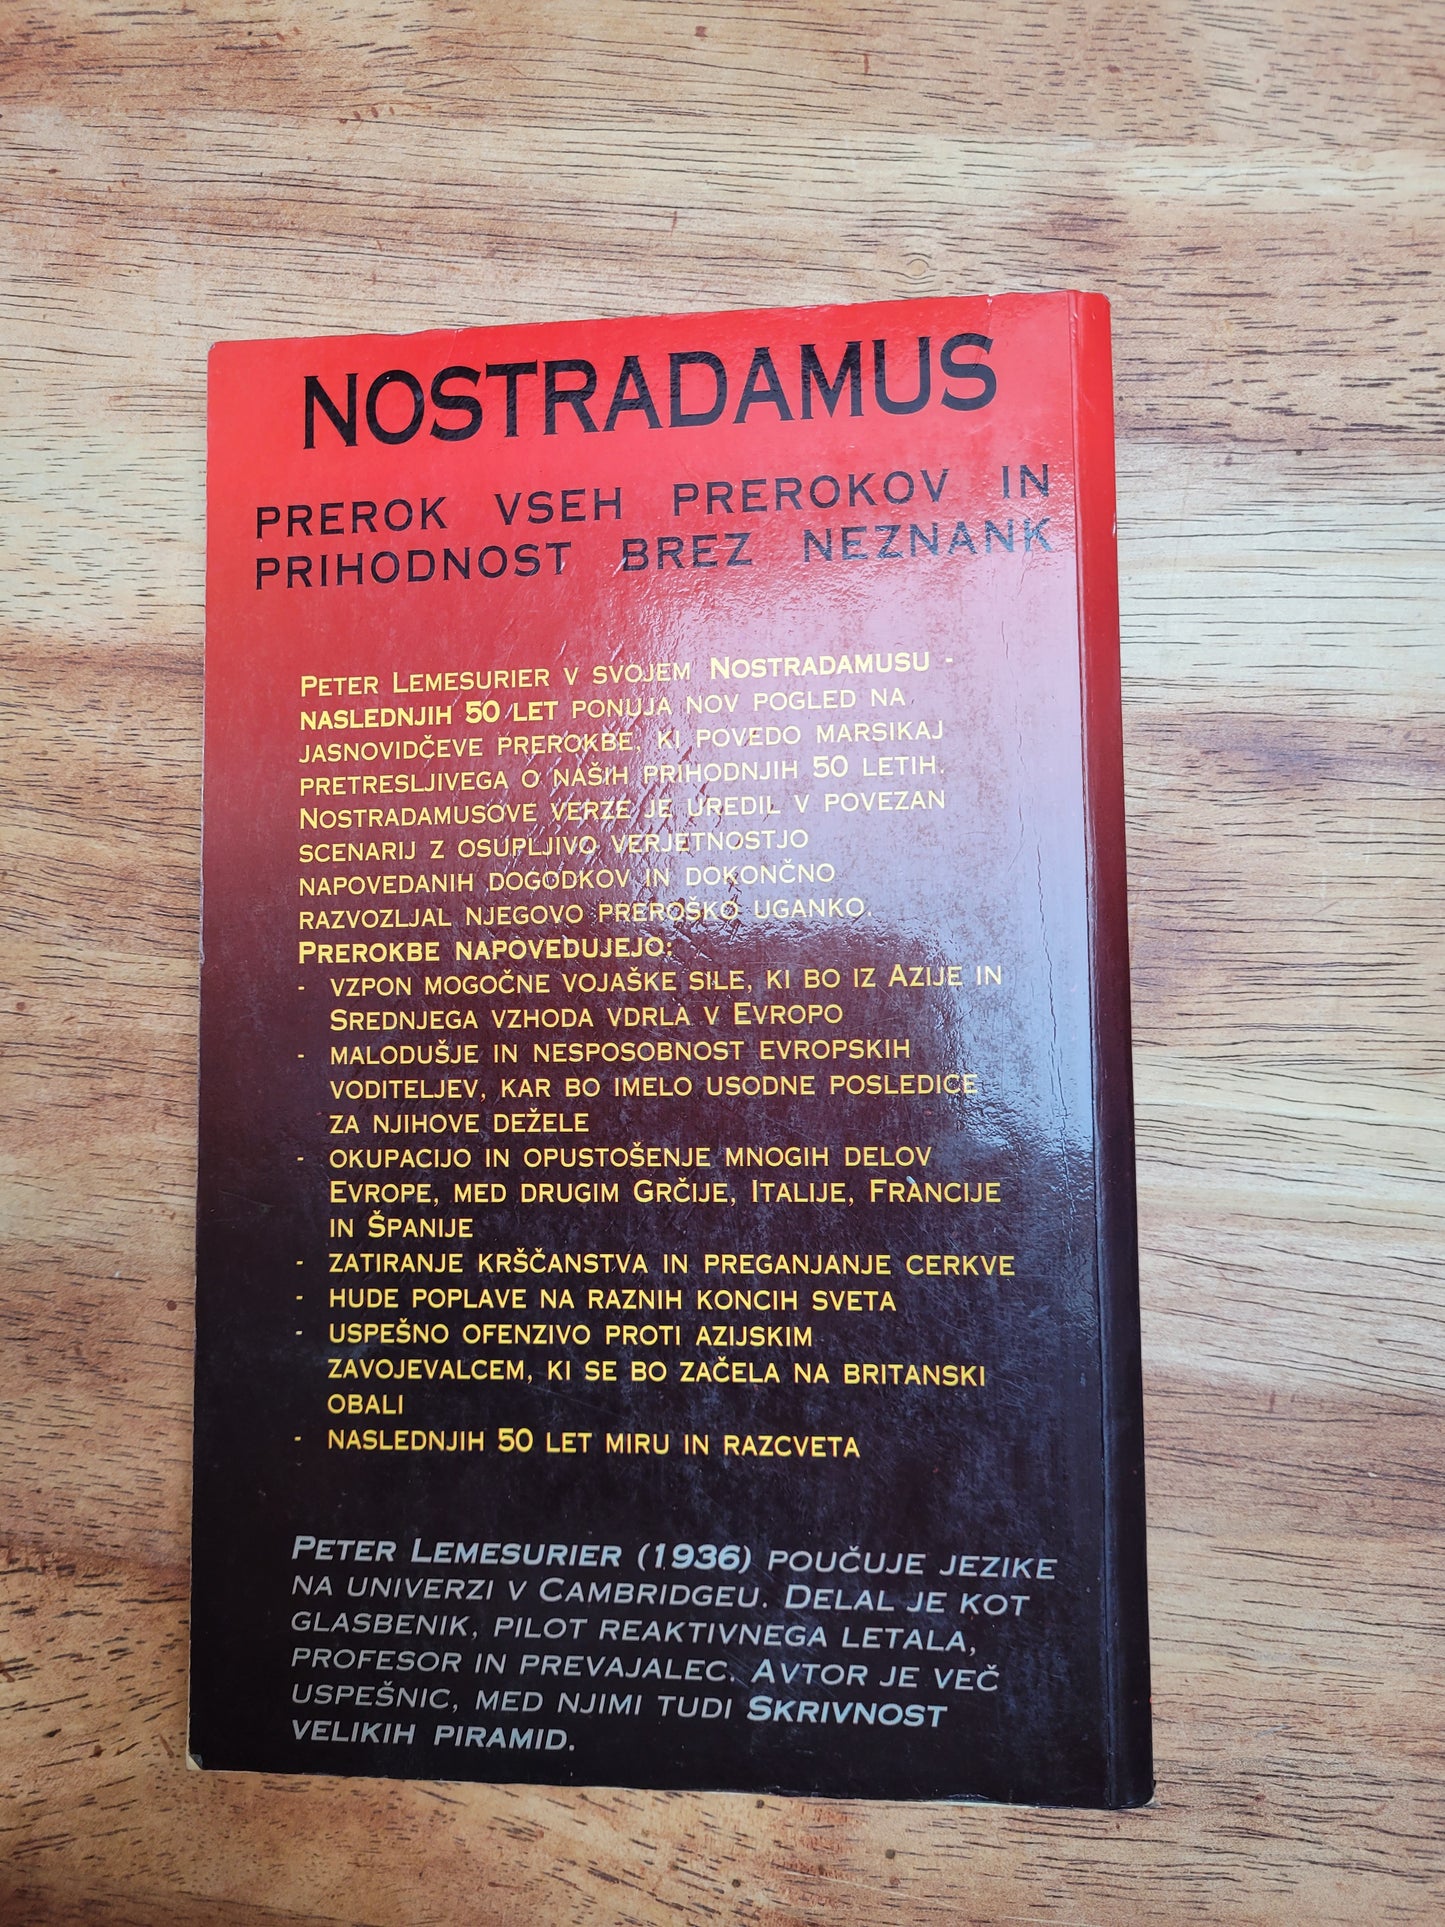 NOSTRADAMUS
PREROK VSEH PREROKOV IN
PRIHODNOST BREZ NEZNANK
PETER LEMESURIER V SVOJEM NOSTRADAMUSU -
NASLEDNJIH 50 LET PONUJA NOV POGLED NA
JASNOVIDČEVE PREROKBE, KI POVEDO MARSIKAJ
PRETRESLJIVEGA O NAŠIH PRIHODNJIH 50 LETIH.
NOSTRADAMUSOVE VERZE JE UREDIL V POVEZAN
SCENARIJ Z OSUPLJIVO VERJETNOSTJO
NAPOVEDANIH DOGODKOV IN DOKONČNO
RAZVOZLJAL NJEGOVO PREROŠKO UGANKO.
PREROKBE NAPOVEDUJEJO:
- VZPON MOGOČNE VOJAŠKE SILE, KI BO IZ AZIJE IN
SREDNJEGA VZHODA VDRLA V EVROPO
- MALODUŠJE IN NESPOSOBNOST EVROPSKIH
VODITELJEV, KAR BO IMELO USODNE POSLEDICE
ZA NJIHOVE DEŽELE
- OKUPACIJO IN OPUSTOŠENJE MNOGIH DELOV
EVROPE, MED DRUGIM GRČIJE, ITALIJE, FRANCIJE
IN ŠPANIJE
- ZATIRANJE KRŠČANSTVA IN PREGANJANJE CERKVE
- HUDE POPLAVE NA RAZNIH KONCIH SVETA
- USPEŠNO OFENZIVO PROTI AZIJSKIM
ZAVOJEVALCEM, KI SE BO ZAČELA NA BRITANSKI
OBALI
- NASLEDNJIH 50 LET MIRU IN RAZCVETA
PETER LEMESURIER (1936) POUČUJE JEZIKE
NA UNIVERZI V CAMBRIDGEU. DELAL JE KOT
GLASBENIK, PILOT REAKTIVNEGA LETALA,
PROFESOR IN PREVAJALEC. AVTOR JE VEČ
USPEŠNIC, MED NJIMI TUDI SKRIVNOST
VELIKIH PIRAMID.